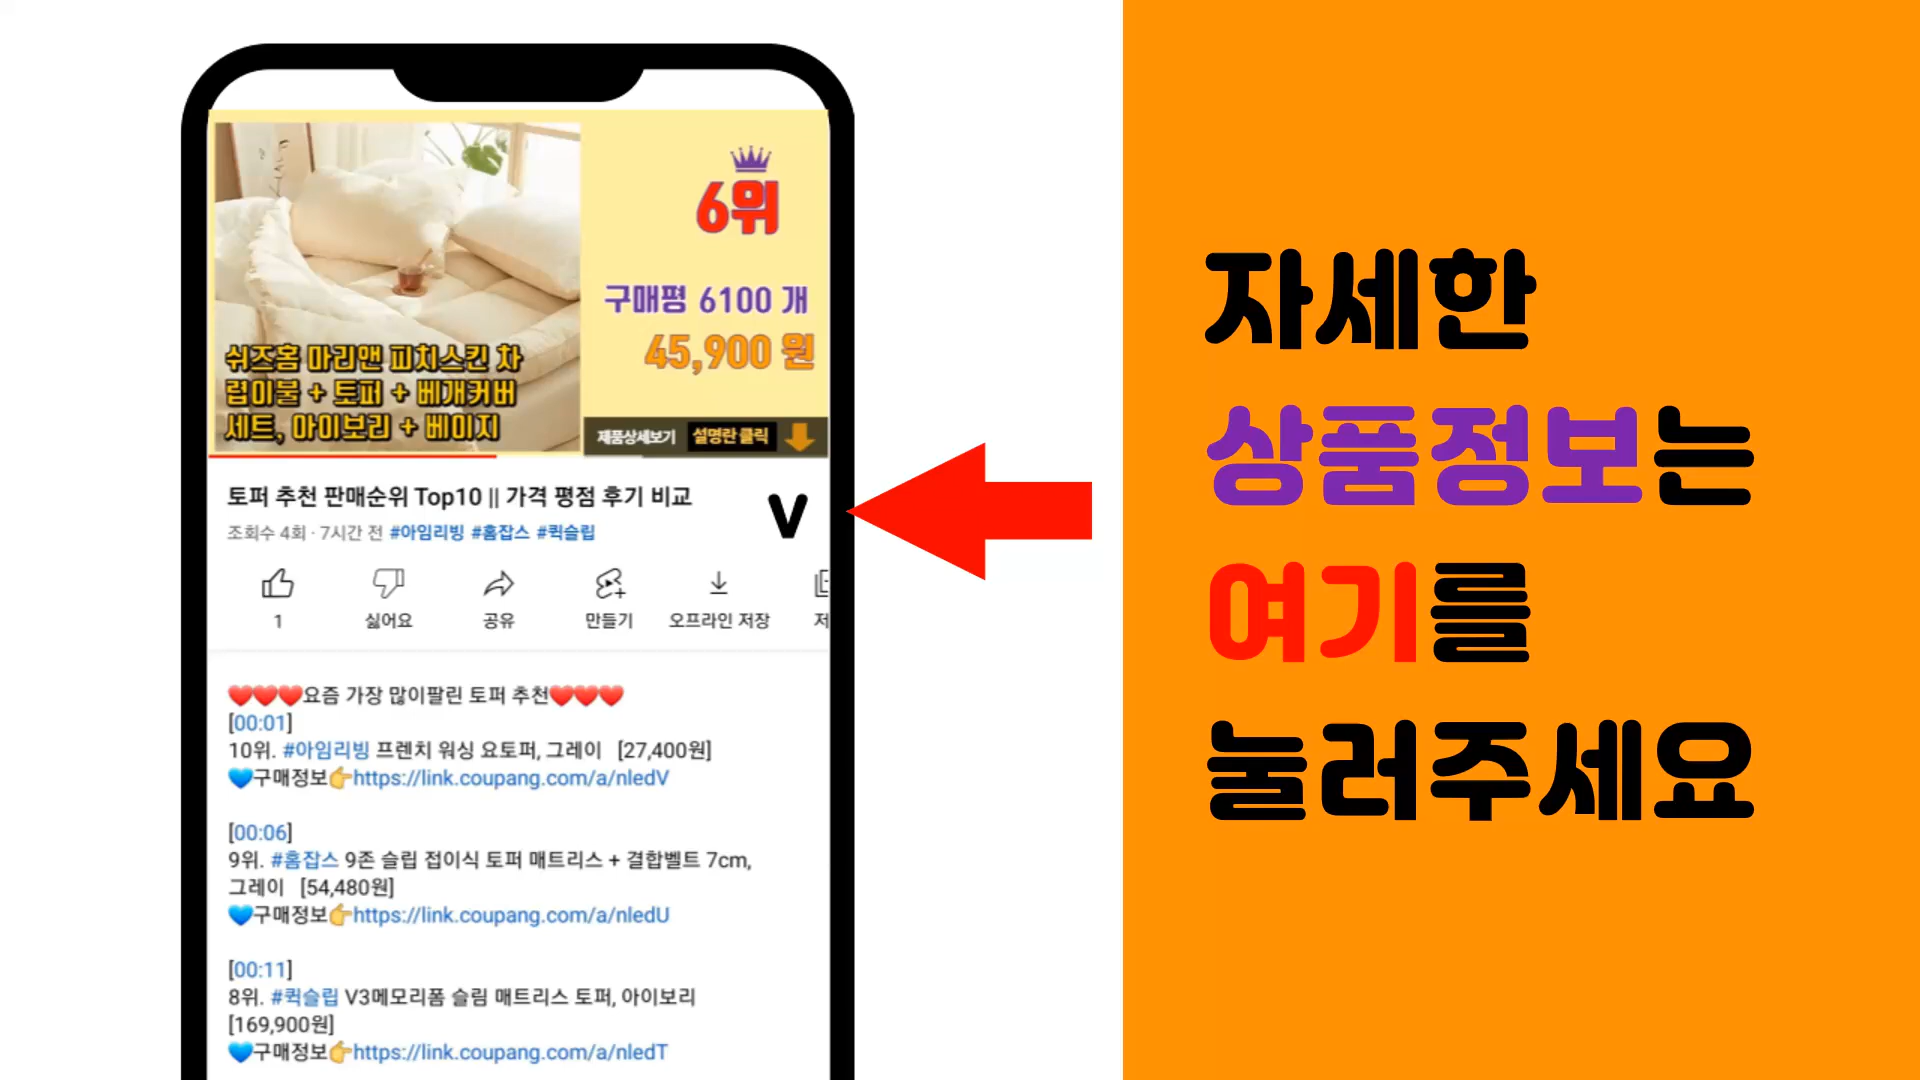 6위
구매평 6100 개
45,900 원
쉬즈홈 마리앤 피치스킨 차
렵이불 + 토퍼 + 베개커버
세트, 아이보리 + 베이지
제품상세보기 설명란 클릭
토퍼 추천 판매순위 Top10 || 가격 평점 후기 비교
V
조회수 4회 · 7시간 전 #아임리빙 #홈잡스 #퀵슬립
1 싫어요 공유 만들기 오프라인 저장 저
❤️❤️❤️요즘 가장 많이팔린 토퍼 추천❤️❤️❤️
[00:01]
10위. #아임리빙 프렌치 워싱 요토퍼, 그레이 [27,400원]
💙구매정보👉https://link.coupang.com/a/nledV
[00:06]
9위. #홈잡스 9존 슬립 접이식 토퍼 매트리스 + 결합벨트 7cm,
그레이 [54,480원]
💙구매정보👉https://link.coupang.com/a/nledU
[00:11]
8위. #퀵슬립 V3메모리폼 슬림 매트리스 토퍼, 아이보리
[169,900원]
💙구매정보👉https://link.coupang.com/a/nledT
자세한
상품정보는
여기를
눌러주세요